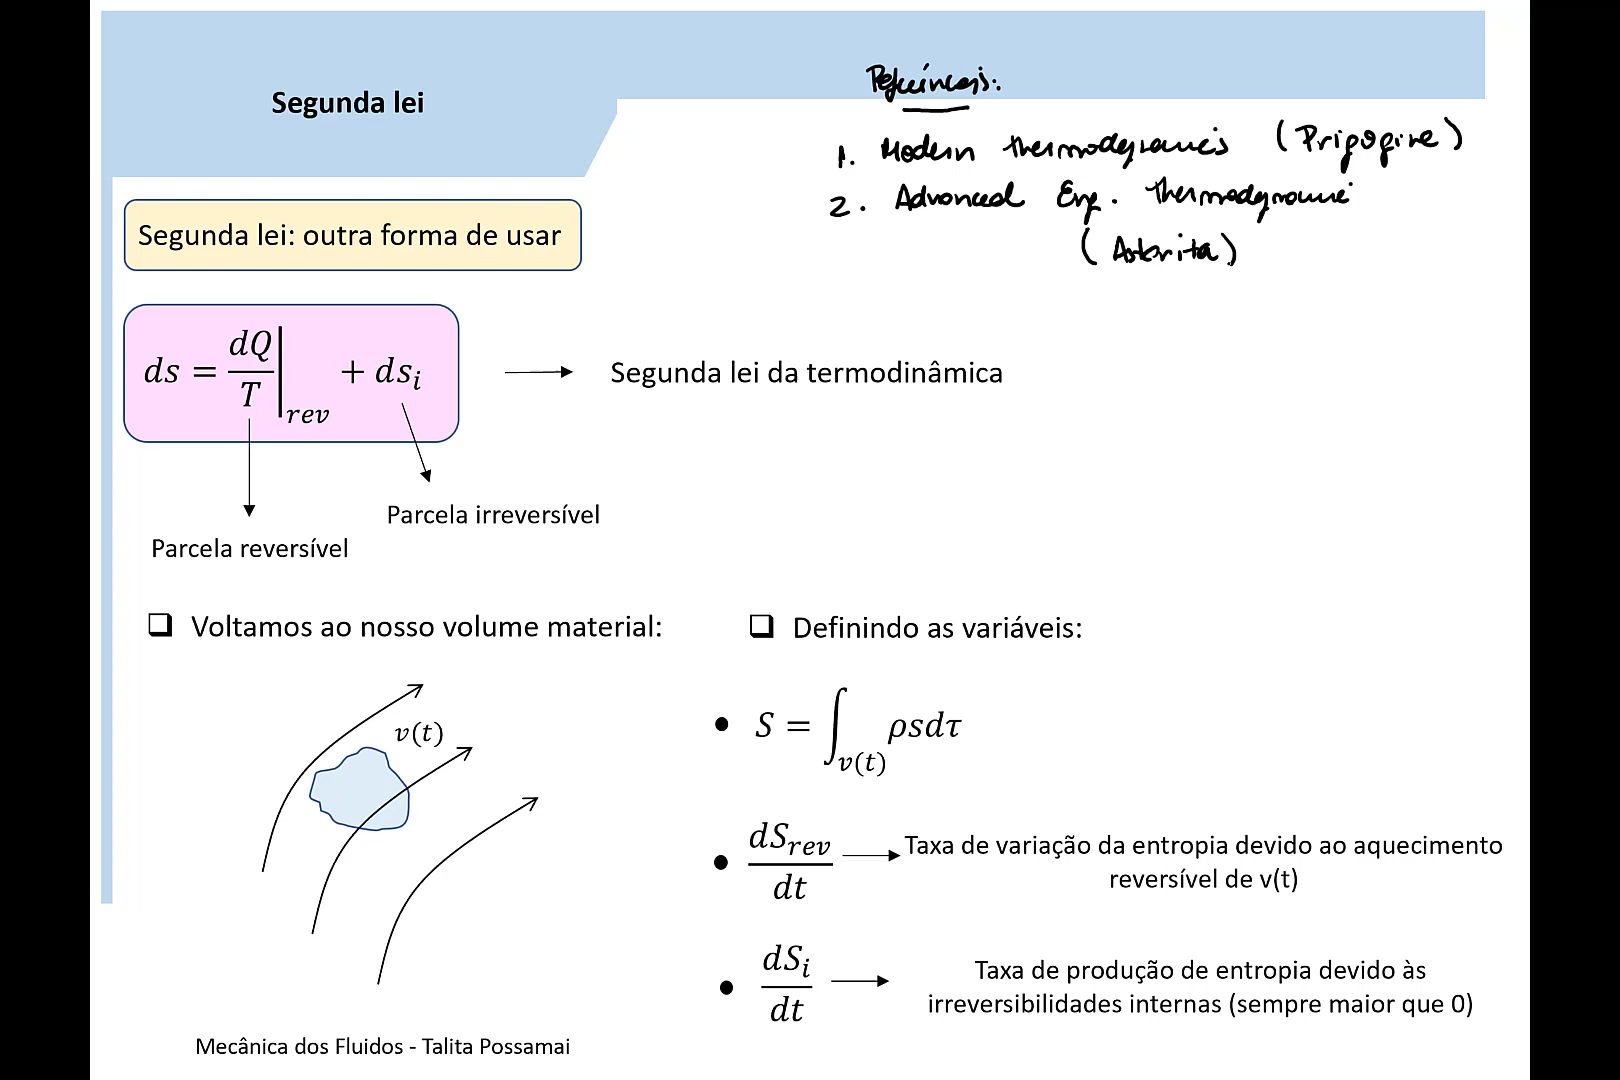 Segunda lei
Referências:
1. Modern thermodynamics (Prigogine)
2. Advanced Eng. thermodynamic
(Astarita)
Segunda lei: outra forma de usar
ds = dQ/T |rev + dsᵢ
Segunda lei da termodinâmica
Parcela irreversível
Parcela reversível
❑ Voltamos ao nosso volume material:
v(t)
❑ Definindo as variáveis:
• S = ∫v(t) ρsdτ
• dSrev/dt
Taxa de variação da entropia devido ao aquecimento
reversível de v(t)
• dSᵢ/dt
Taxa de produção de entropia devido às
irreversibilidades internas (sempre maior que 0)
Mecânica dos Fluidos - Talita Possamai